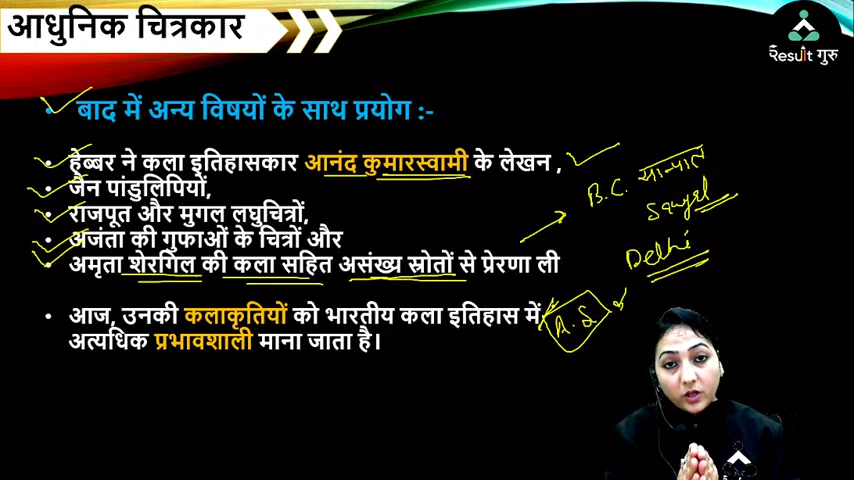 आधुनिक चित्रकार
Result गुरु
बाद में अन्य विषयों के साथ प्रयोग :-
हेब्बर ने कला इतिहासकार आनंद कुमारस्वामी के लेखन ,
जैन पांडुलिपियों,
राजपूत और मुगल लघुचित्रों,
अजंता की गुफाओं के चित्रों और
अमृता शेरगिल की कला सहित असंख्य स्रोतों से प्रेरणा ली
आज, उनकी कलाकृतियों को भारतीय कला इतिहास में
अत्यधिक प्रभावशाली माना जाता है।
B.C. सान्याल
Sanyal
Delhi
A.S